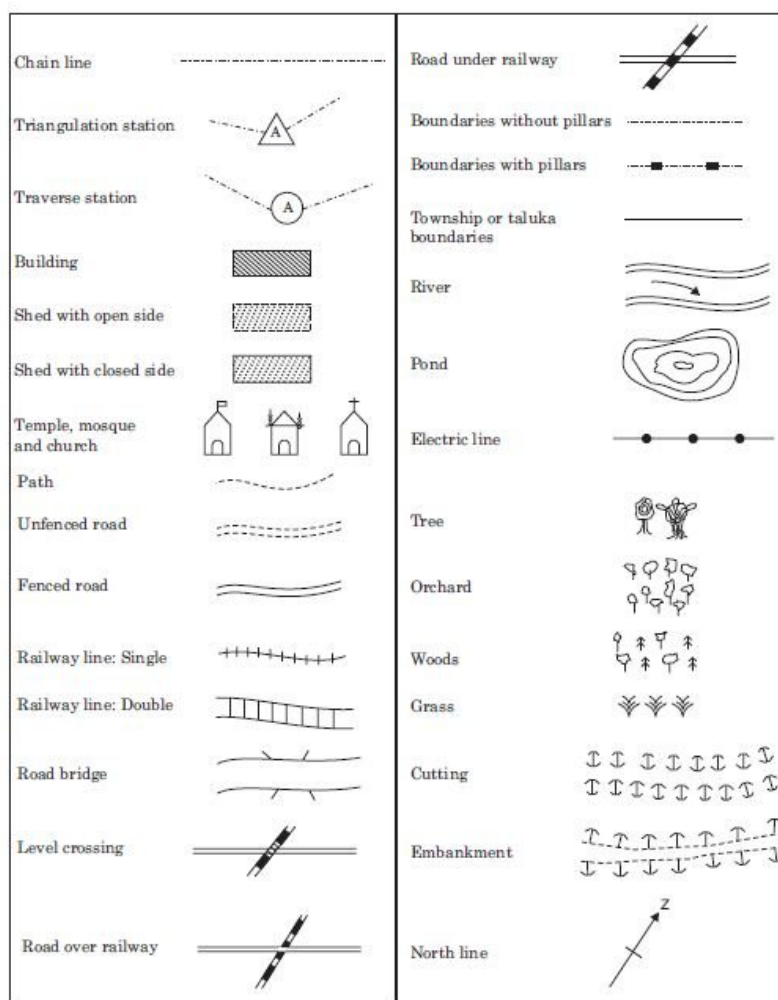 Chain line
Triangulation station
A
Traverse station
A
Building
Shed with open side
Shed with closed side
Temple, mosque
and church
Path
Unfenced road
Fenced road
Railway line: Single
Railway line: Double
Road bridge
Level crossing
Road over railway
Road under railway
Boundaries without pillars
Boundaries with pillars
Township or taluka
boundaries
River
Pond
Electric line
Tree
Orchard
Woods
Grass
Cutting
Embankment
North line
Z